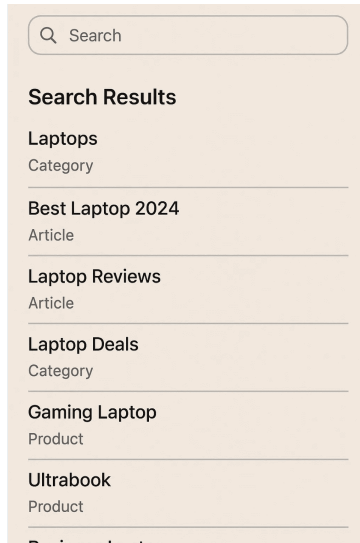 Search
Search Results
Laptops
Category
Best Laptop 2024
Article
Laptop Reviews
Article
Laptop Deals
Category
Gaming Laptop
Product
Ultrabook
Product